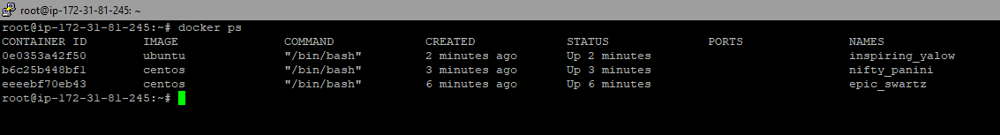 root@ip-172-31-81-245: ~
root@ip-172-31-81-245:~# docker ps
CONTAINER ID IMAGE COMMAND CREATED STATUS PORTS NAMES
0e0353a42f50 ubuntu "/bin/bash" 2 minutes ago Up 2 minutes inspiring_yalow
b6c25b448bf1 centos "/bin/bash" 3 minutes ago Up 3 minutes nifty_panini
eeeebf70eb43 centos "/bin/bash" 6 minutes ago Up 6 minutes epic_swartz
root@ip-172-31-81-245:~#